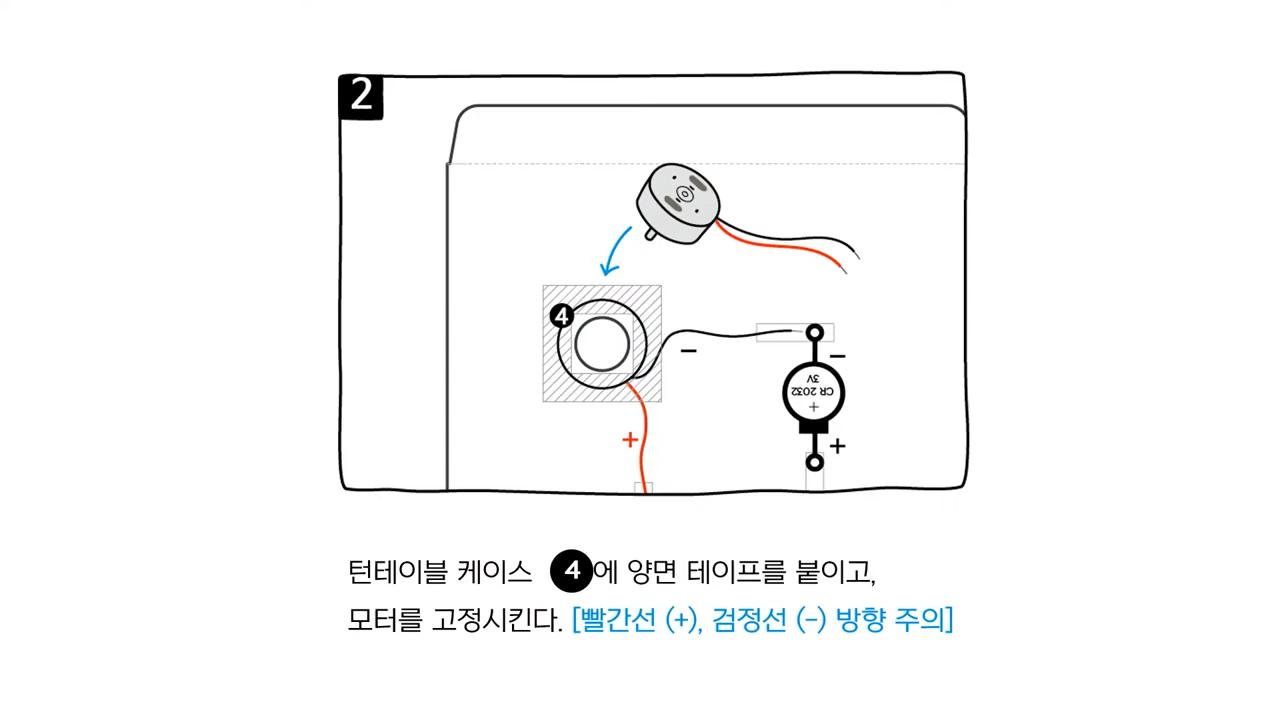 2
4
−
−
CR 2032
3V
+
+
+
턴테이블 케이스 4에 양면 테이프를 붙이고,
모터를 고정시킨다. [빨간선 (+), 검정선 (−) 방향 주의]